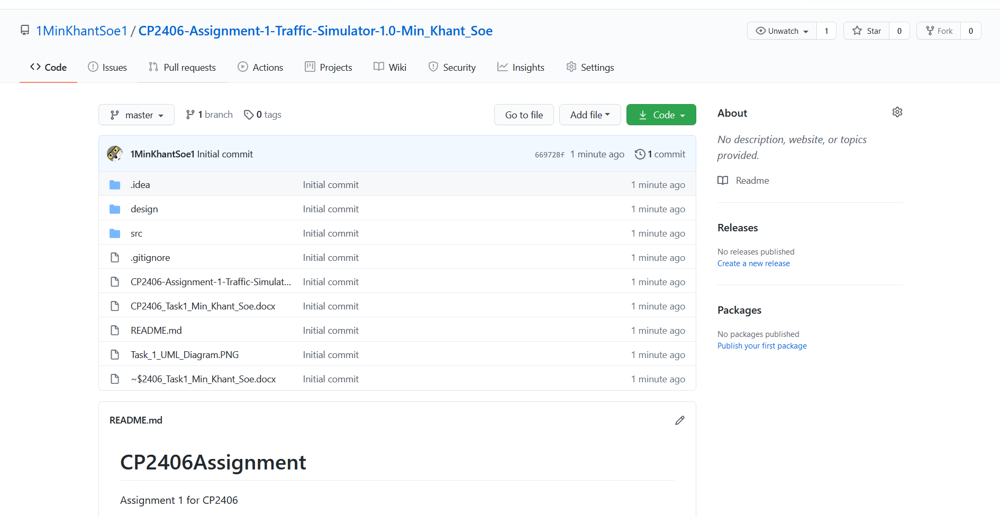 1MinKhantSoe1 / CP2406-Assignment-1-Traffic-Simulator-1.0-Min_Khant_Soe
Unwatch 1 Star 0 Fork 0
Code Issues Pull requests Actions Projects Wiki Security Insights Settings
master 1 branch 0 tags Go to file Add file Code
1MinKhantSoe1 Initial commit 669728f 1 minute ago 1 commit
.idea Initial commit 1 minute ago
design Initial commit 1 minute ago
src Initial commit 1 minute ago
.gitignore Initial commit 1 minute ago
CP2406-Assignment-1-Traffic-Simulat... Initial commit 1 minute ago
CP2406_Task1_Min_Khant_Soe.docx Initial commit 1 minute ago
README.md Initial commit 1 minute ago
Task_1_UML_Diagram.PNG Initial commit 1 minute ago
~$2406_Task1_Min_Khant_Soe.docx Initial commit 1 minute ago
README.md
CP2406Assignment
Assignment 1 for CP2406
About
No description, website, or topics
provided.
Readme
Releases
No releases published
Create a new release
Packages
No packages published
Publish your first package